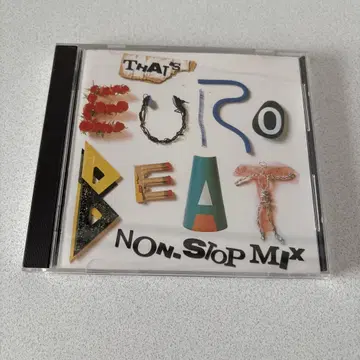 THAT'S
EURO
BEAT
NON-STOP MIX